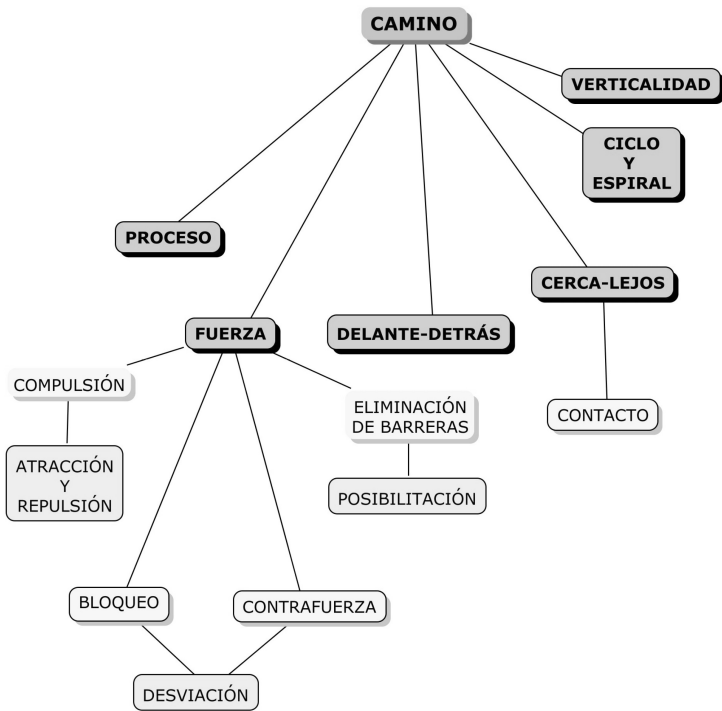 CAMINO
VERTICALIDAD
CICLO
Y
ESPIRAL
PROCESO
CERCA-LEJOS
FUERZA
DELANTE-DETRÁS
COMPULSIÓN
ELIMINACIÓN
DE BARRERAS
CONTACTO
ATRACCIÓN
Y
REPULSIÓN
POSIBILITACIÓN
BLOQUEO
CONTRAFUERZA
DESVIACIÓN